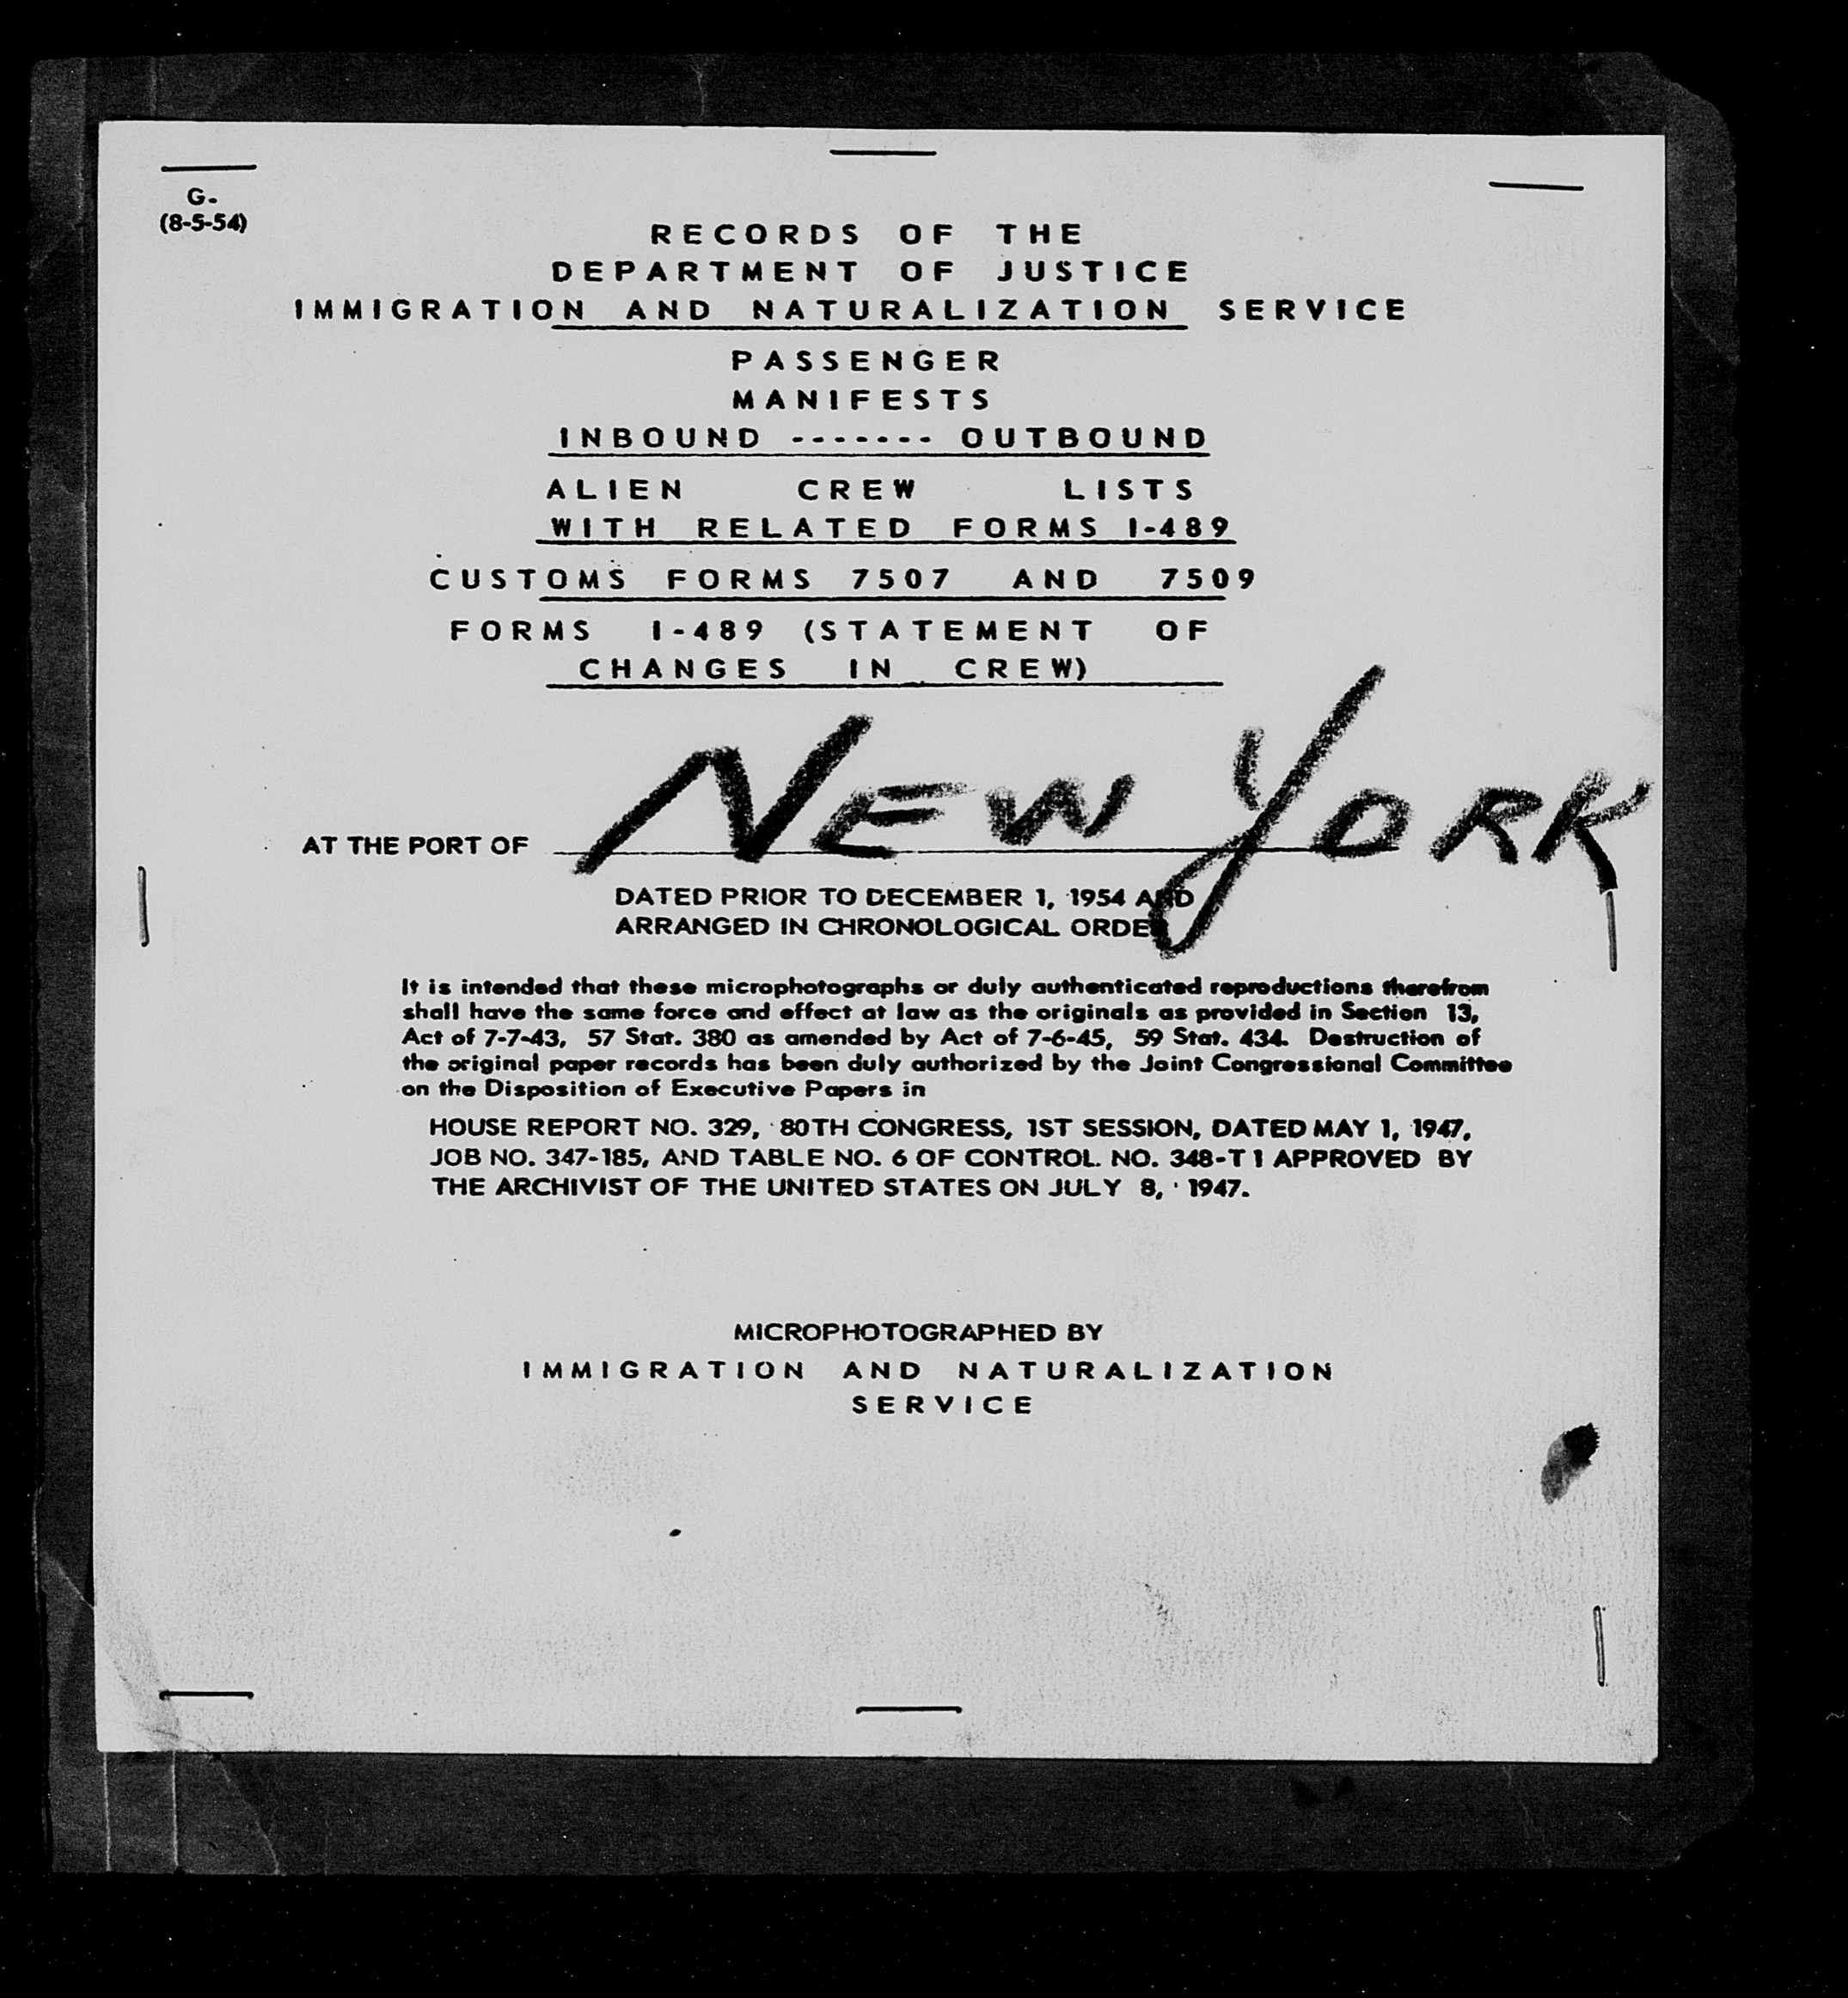 G-
(8-5-54)
RECORDS OF THE
DEPARTMENT OF JUSTICE
IMMIGRATION AND NATURALIZATION SERVICE
PASSENGER
MANIFESTS
INBOUND ------- OUTBOUND
ALIEN CREW LISTS
WITH RELATED FORMS I-489
CUSTOMS FORMS 7507 AND 7509
FORMS I-489 (STATEMENT OF
CHANGES IN CREW)
AT THE PORT OF NEW YORK
DATED PRIOR TO DECEMBER 1, 1954 AND
ARRANGED IN CHRONOLOGICAL ORDER
It is intended that these microphotographs or duly authenticated reproductions therefrom
shall have the same force and effect at law as the originals as provided in Section 13,
Act of 7-7-43, 57 Stat. 380 as amended by Act of 7-6-45, 59 Stat. 434. Destruction of
the original paper records has been duly authorized by the Joint Congressional Committee
on the Disposition of Executive Papers in
HOUSE REPORT NO. 329, 80TH CONGRESS, 1ST SESSION, DATED MAY 1, 1947,
JOB NO. 347-185, AND TABLE NO. 6 OF CONTROL NO. 348-T1 APPROVED BY
THE ARCHIVIST OF THE UNITED STATES ON JULY 8, 1947.
MICROPHOTOGRAPHED BY
IMMIGRATION AND NATURALIZATION
SERVICE